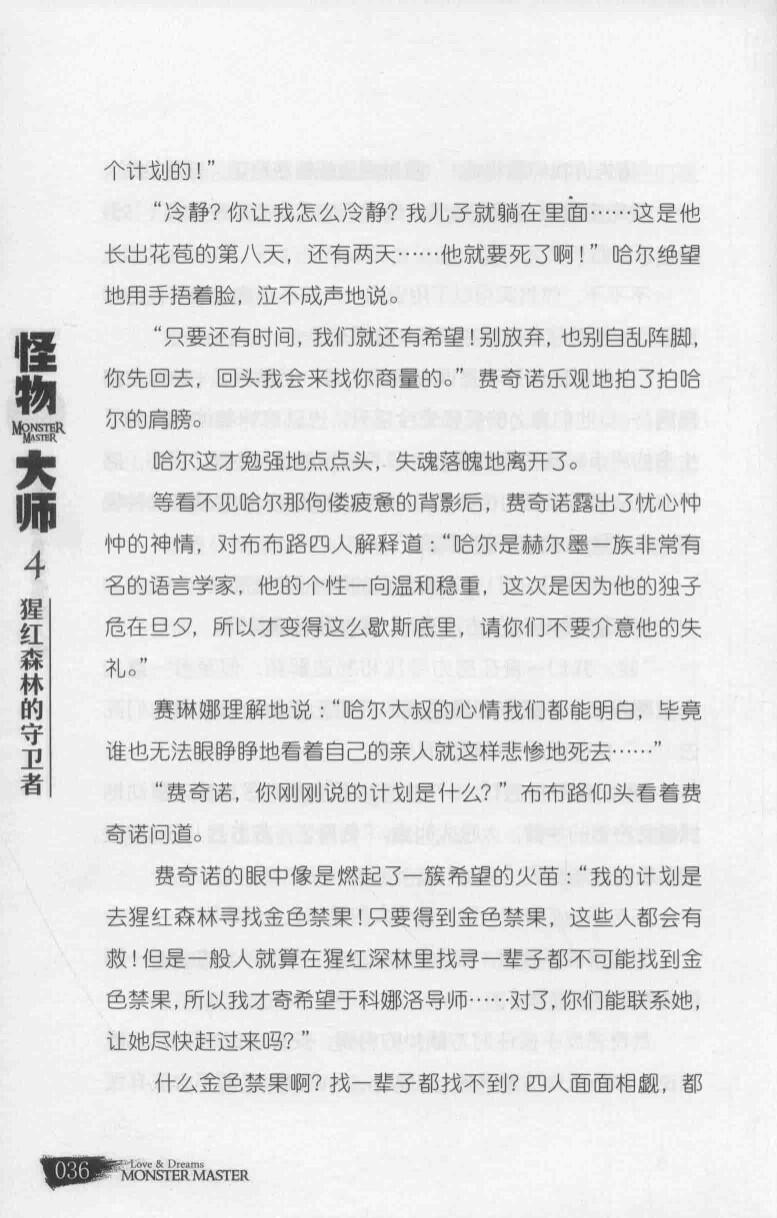 个计划的！”
“冷静？你让我怎么冷静？我儿子就躺在里面……这是他
长出花苞的第八天，还有两天……他就要死了啊！”哈尔绝望
地用手捂着脸，泣不成声地说。
“只要还有时间，我们就还有希望！别放弃，也别自乱阵脚，
你先回去，回头我会来找你商量的。”费奇诺乐观地拍了拍哈
尔的肩膀。
哈尔这才勉强地点点头，失魂落魄地离开了。
等看不见哈尔那佝偻疲惫的背影后，费奇诺露出了忧心忡
忡的神情，对布布路四人解释道：“哈尔是赫尔墨一族非常有
名的语言学家，他的个性一向温和稳重，这次是因为他的独子
危在旦夕，所以才变得这么歇斯底里，请你们不要介意他的失
礼。”
赛琳娜理解地说：“哈尔大叔的心情我们都能明白，毕竟
谁也无法眼睁睁地看着自己的亲人就这样悲惨地死去……”
“费奇诺，你刚刚说的计划是什么？”布布路仰头看着费
奇诺问道。
费奇诺的眼中像是燃起了一簇希望的火苗：“我的计划是
去猩红森林寻找金色禁果！只要得到金色禁果，这些人都会有
救！但是一般人就算在猩红深林里找寻一辈子都不可能找到金
色禁果，所以我才寄希望于科娜洛导师……对了，你们能联系她，
让她尽快赶过来吗？”
什么金色禁果啊？找一辈子都找不到？四人面面相觑，都
怪物
MONSTER
MASTER
大师
4
猩红森林的守卫者
036
Love & Dreams
MONSTER MASTER